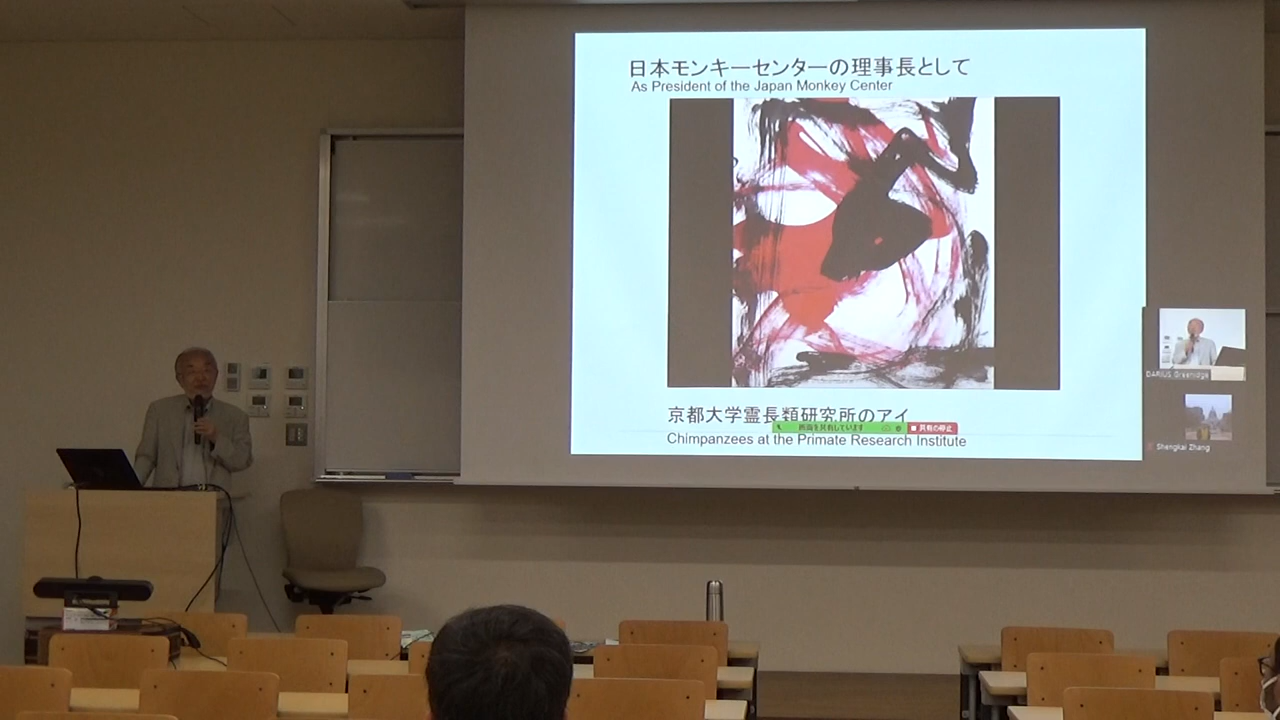 日本モンキーセンターの理事長として
As President of the Japan Monkey Center
京都大学霊長類研究所のアイ
画面を共有しています
共有の停止
Chimpanzees at the Primate Research Institute
DARIUS Greenidge
Shengkai Zhang